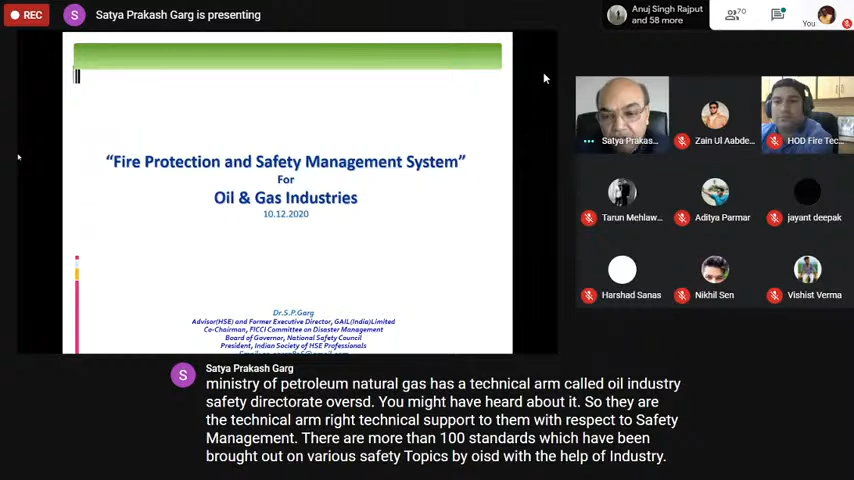 REC
S
Satya Prakash Garg is presenting
Anuj Singh Rajput
and 58 more
70
You
"Fire Protection and Safety Management System"
For
Oil & Gas Industries
10.12.2020
Dr.S.P.Garg
Advisor(HSE) and Former Executive Director, GAIL(India)Limited
Co-Chairman, FICCI Committee on Disaster Management
Board of Governor, National Safety Council
President, Indian Society of HSE Professionals
Satya Prakas...
Zain Ul Aabde...
HOD Fire Tec...
Tarun Mehlaw...
Aditya Parmar
jayant deepak
Harshad Sanas
Nikhil Sen
Vishist Verma
S
Satya Prakash Garg
ministry of petroleum natural gas has a technical arm called oil industry
safety directorate oversd. You might have heard about it. So they are
the technical arm right technical support to them with respect to Safety
Management. There are more than 100 standards which have been
brought out on various safety Topics by oisd with the help of Industry.